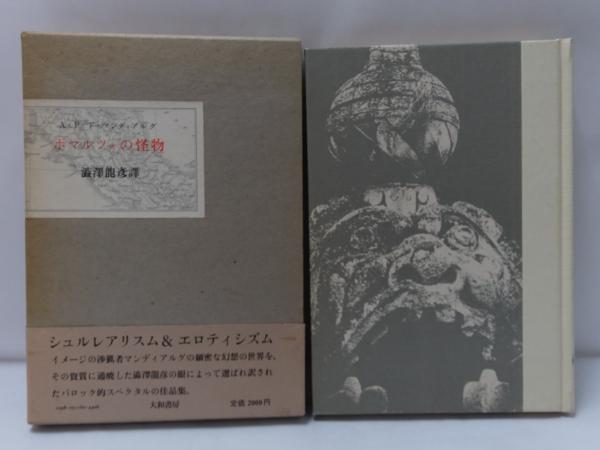 A・P・ド・マンディアルグ
ボマルツォの怪物
澁澤龍彦譯
シュルレアリスム&エロティシズム
イメージの渉猟者マンディアルグの緻密な幻想の世界を、
その資質に通暁した澁澤龍彦の眼によって選ばれ訳され
たバロック的スペクタルの佳品集。
大和書房
定価 2000円